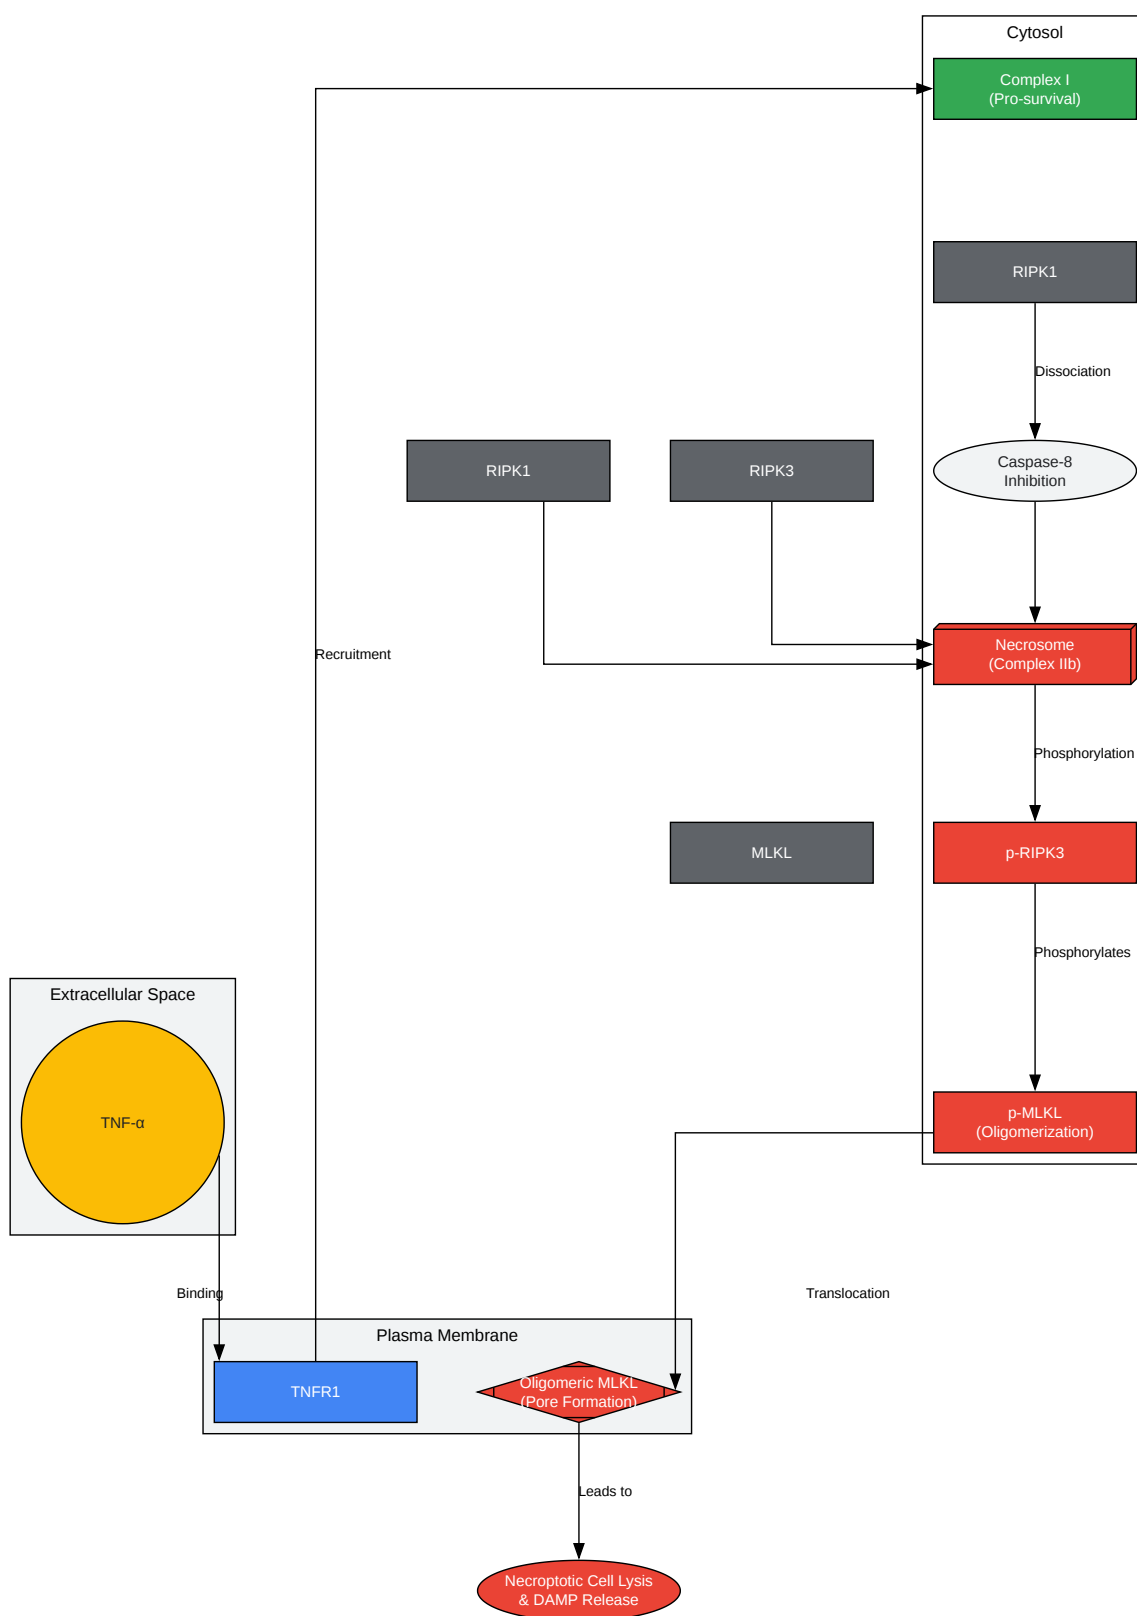 Cytosol
Complex I
(Pro-survival)
RIPK1
Dissociation
RIPK1
RIPK3
Caspase-8
Inhibition
Recruitment
Necrosome
(Complex IIb)
Phosphorylation
MLKL
p-RIPK3
Phosphorylates
Extracellular Space
TNF-α
p-MLKL
(Oligomerization)
Binding
Translocation
Plasma Membrane
TNFR1
Oligomeric MLKL
(Pore Formation)
Leads to
Necroptotic Cell Lysis
& DAMP Release